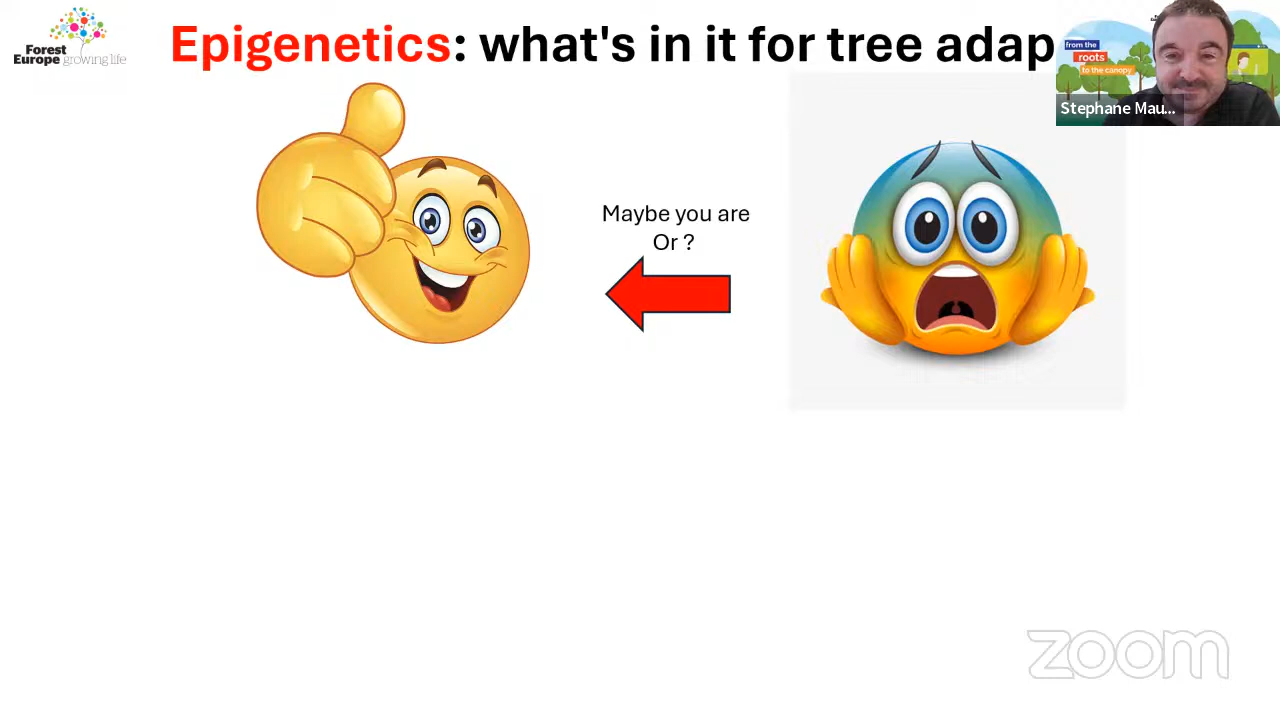 Forest
Europe growing life
Epigenetics: what's in it for tree adap
from the
roots
to the canopy
Stephane Mau...
Maybe you are
Or ?
zoom